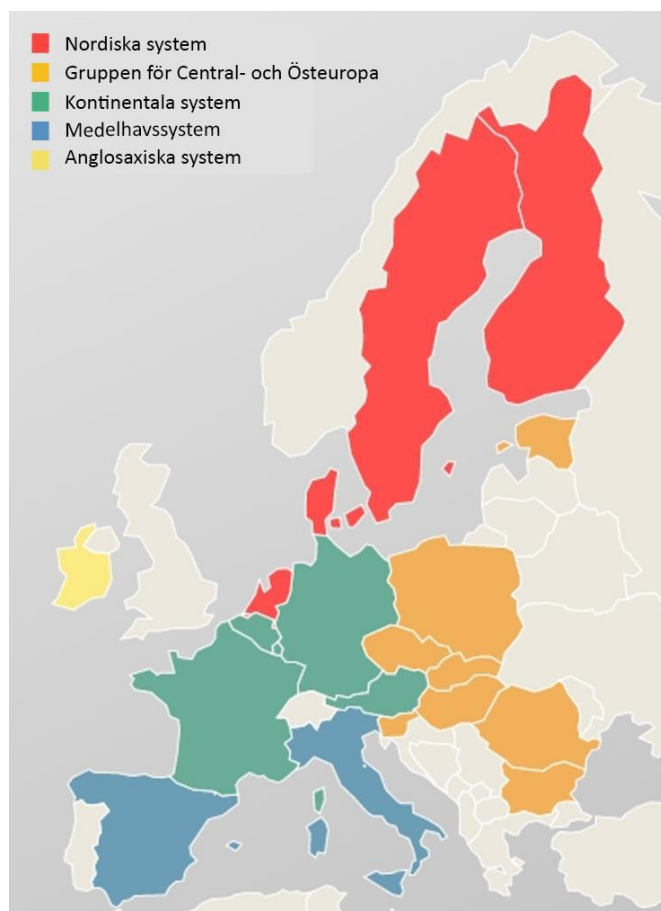 Nordiska system
Gruppen för Central- och Östeuropa
Kontinentala system
Medelhavssystem
Anglosaxiska system